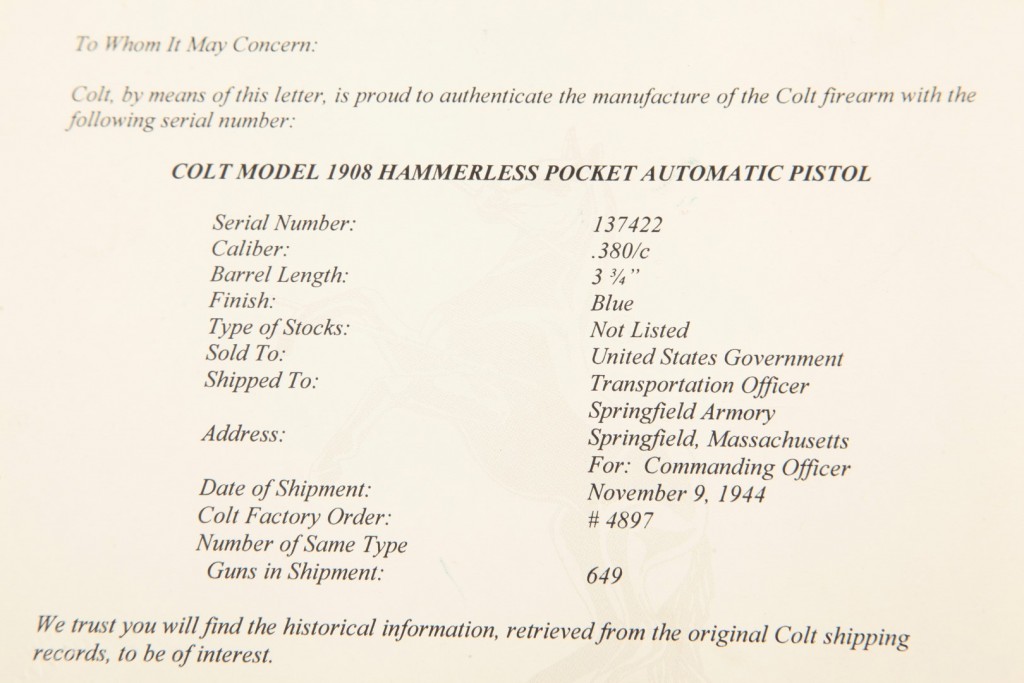 To Whom It May Concern:
Colt, by means of this letter, is proud to authenticate the manufacture of the Colt firearm with the
following serial number:
COLT MODEL 1908 HAMMERLESS POCKET AUTOMATIC PISTOL
Serial Number: 137422
Caliber: .380/c
Barrel Length: 3 ¾”
Finish: Blue
Type of Stocks: Not Listed
Sold To: United States Government
Shipped To: Transportation Officer
Springfield Armory
Address: Springfield, Massachusetts
For: Commanding Officer
Date of Shipment: November 9, 1944
Colt Factory Order: # 4897
Number of Same Type
Guns in Shipment: 649
We trust you will find the historical information, retrieved from the original Colt shipping
records, to be of interest.